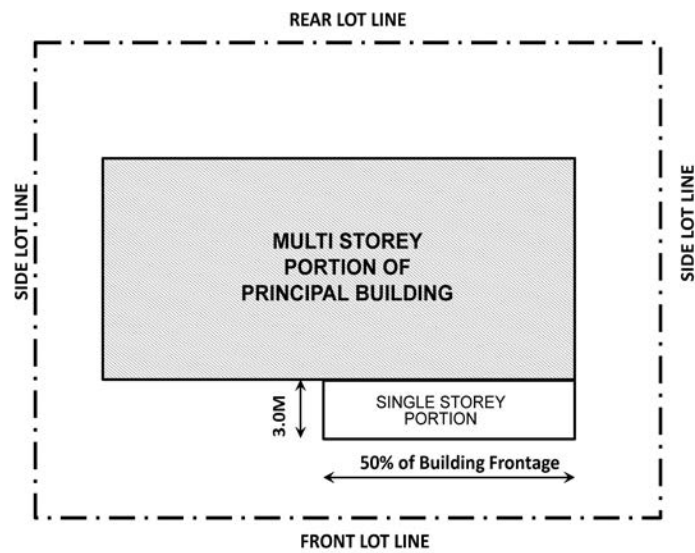 REAR LOT LINE
SIDE LOT LINE
SIDE LOT LINE
MULTI STOREY
PORTION OF
PRINCIPAL BUILDING
3.0M
SINGLE STOREY
PORTION
50% of Building Frontage
FRONT LOT LINE